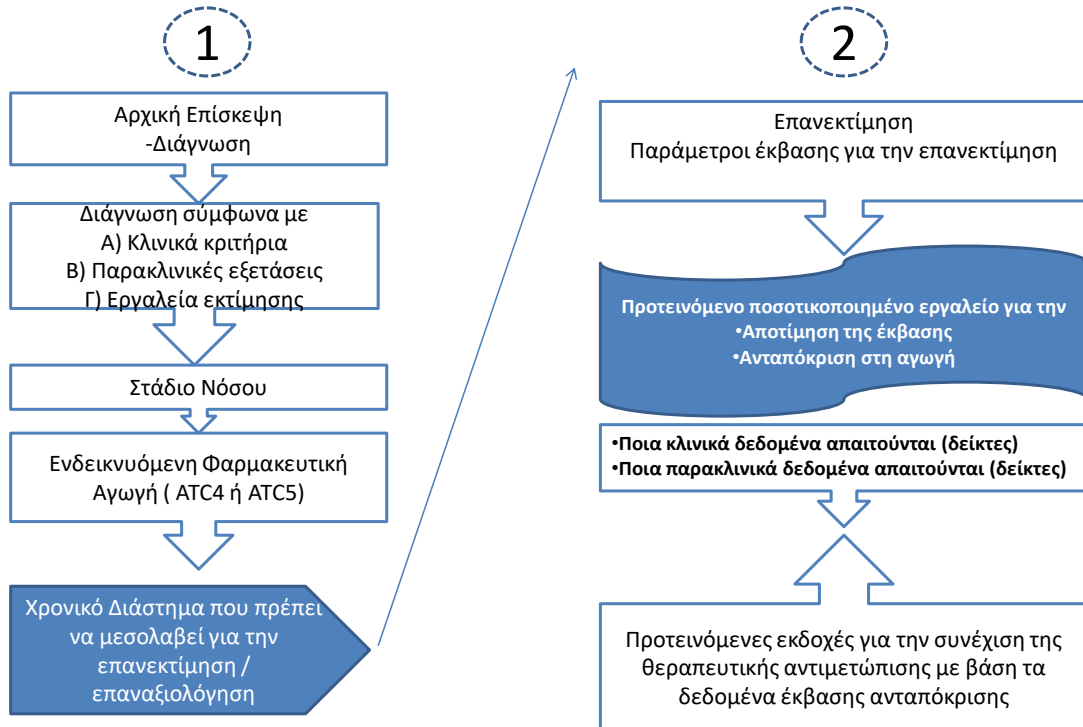 1
Αρχική Επίσκεψη
-Διάγνωση
Διάγνωση σύμφωνα με
Α) Κλινικά κριτήρια
Β) Παρακλινικές εξετάσεις
Γ) Εργαλεία εκτίμησης
Στάδιο Νόσου
Ενδεικνυόμενη Φαρμακευτική
Αγωγή ( ATC4 ή ATC5)
Χρονικό Διάστημα που πρέπει
να μεσολαβεί για την
επανεκτίμηση /
επαναξιολόγηση
2
Επανεκτίμηση
Παράμετροι έκβασης για την επανεκτίμηση
Προτεινόμενο ποσοτικοποιημένο εργαλείο για την
•Αποτίμηση της έκβασης
•Ανταπόκριση στη αγωγή
•Ποια κλινικά δεδομένα απαιτούνται (δείκτες)
•Ποια παρακλινικά δεδομένα απαιτούνται (δείκτες)
Προτεινόμενες εκδοχές για την συνέχιση της
θεραπευτικής αντιμετώπισης με βάση τα
δεδομένα έκβασης ανταπόκρισης